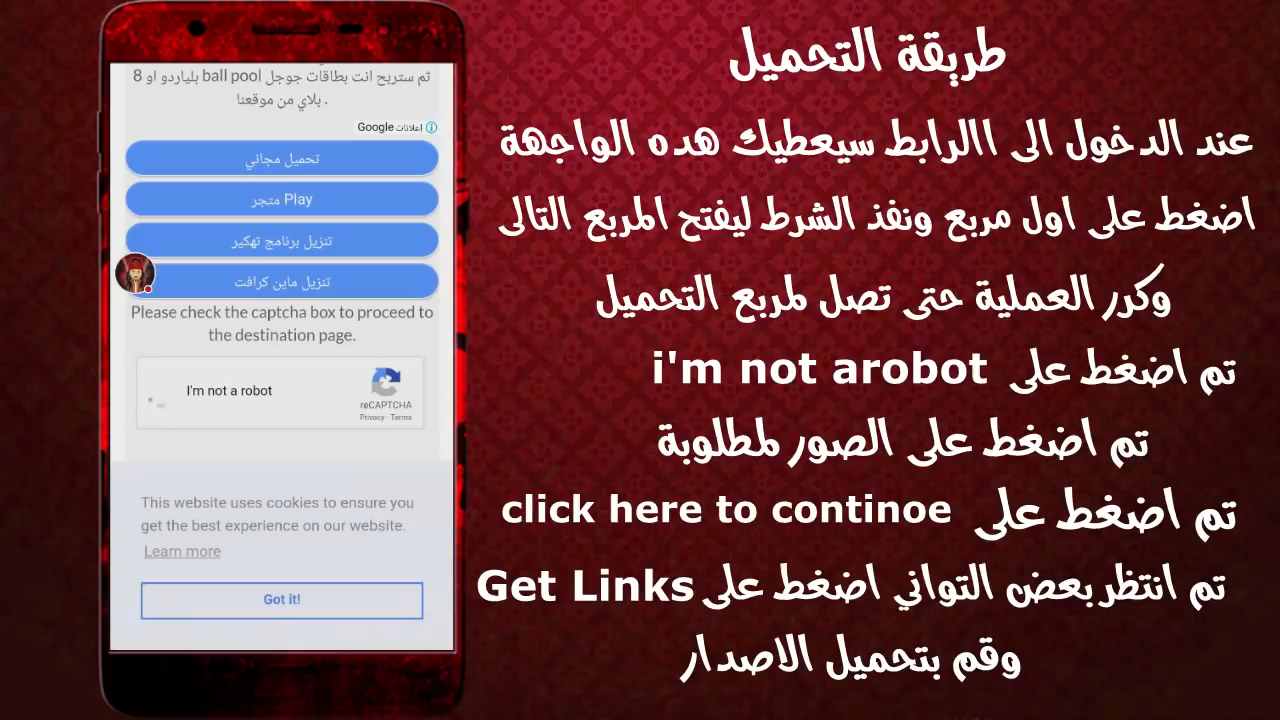 طريقة التحميل
عند الدخول الى االرابط سيعطيك هده الواجهة
اضغط على اول مربع ونفذ الشرط ليفتح المربع التالى
وكرر العملية حتى تصل لمربع التحميل
تم اضغط على i'm not arobot
تم اضغط على الصور لمطلوبة
تم اضغط على click here to continoe
تم انتظر بعض التواني اضغط على Get Links
وقم بتحميل الاصدار
ثم ستربح انت بطاقات جوجل ball pool بلياردو او 8
بلاي من موقعنا .
إعلانات Google
تحميل مجاني
متجر Play
تنزيل برنامج تهكير
تنزيل ماين كرافت
Please check the captcha box to proceed to
the destination page.
I'm not a robot
reCAPTCHA
Privacy - Terms
This website uses cookies to ensure you
get the best experience on our website.
Learn more
Got it!